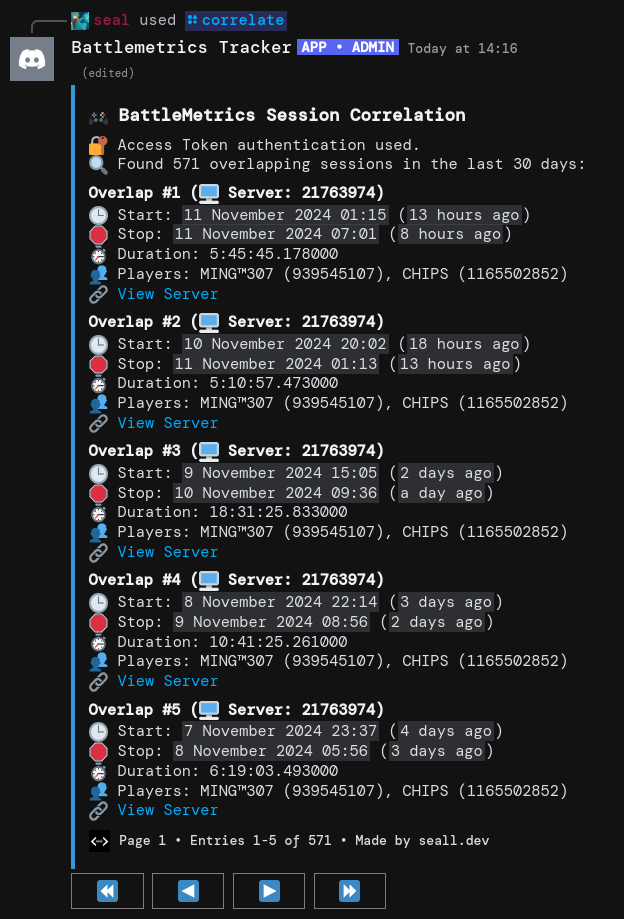 seal used correlate
Battlemetrics Tracker APP • ADMIN Today at 14:16
(edited)
BattleMetrics Session Correlation
Access Token authentication used.
Found 571 overlapping sessions in the last 30 days:
Overlap #1 (🖥️ Server: 21763974)
Start: 11 November 2024 01:15 (13 hours ago)
Stop: 11 November 2024 07:01 (8 hours ago)
Duration: 5:45:45.178000
Players: MING™307 (939545107), CHIPS (1165502852)
View Server
Overlap #2 (🖥️ Server: 21763974)
Start: 10 November 2024 20:02 (18 hours ago)
Stop: 11 November 2024 01:13 (13 hours ago)
Duration: 5:10:57.473000
Players: MING™307 (939545107), CHIPS (1165502852)
View Server
Overlap #3 (🖥️ Server: 21763974)
Start: 9 November 2024 15:05 (2 days ago)
Stop: 10 November 2024 09:36 (a day ago)
Duration: 18:31:25.833000
Players: MING™307 (939545107), CHIPS (1165502852)
View Server
Overlap #4 (🖥️ Server: 21763974)
Start: 8 November 2024 22:14 (3 days ago)
Stop: 9 November 2024 08:56 (2 days ago)
Duration: 10:41:25.261000
Players: MING™307 (939545107), CHIPS (1165502852)
View Server
Overlap #5 (🖥️ Server: 21763974)
Start: 7 November 2024 23:37 (4 days ago)
Stop: 8 November 2024 05:56 (3 days ago)
Duration: 6:19:03.493000
Players: MING™307 (939545107), CHIPS (1165502852)
View Server
Page 1 • Entries 1-5 of 571 • Made by seall.dev